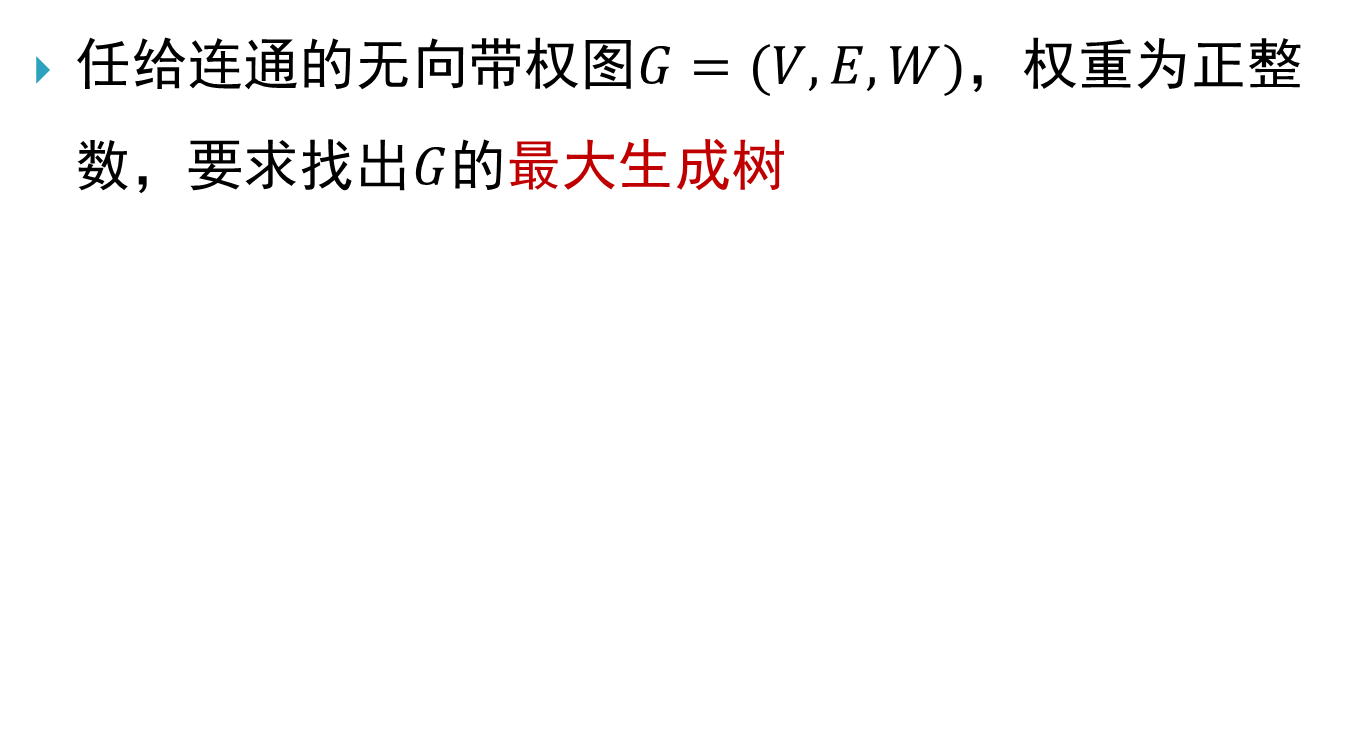 任给连通的无向带权图G = (V, E, W)，权重为正整
数，要求找出G的最大生成树